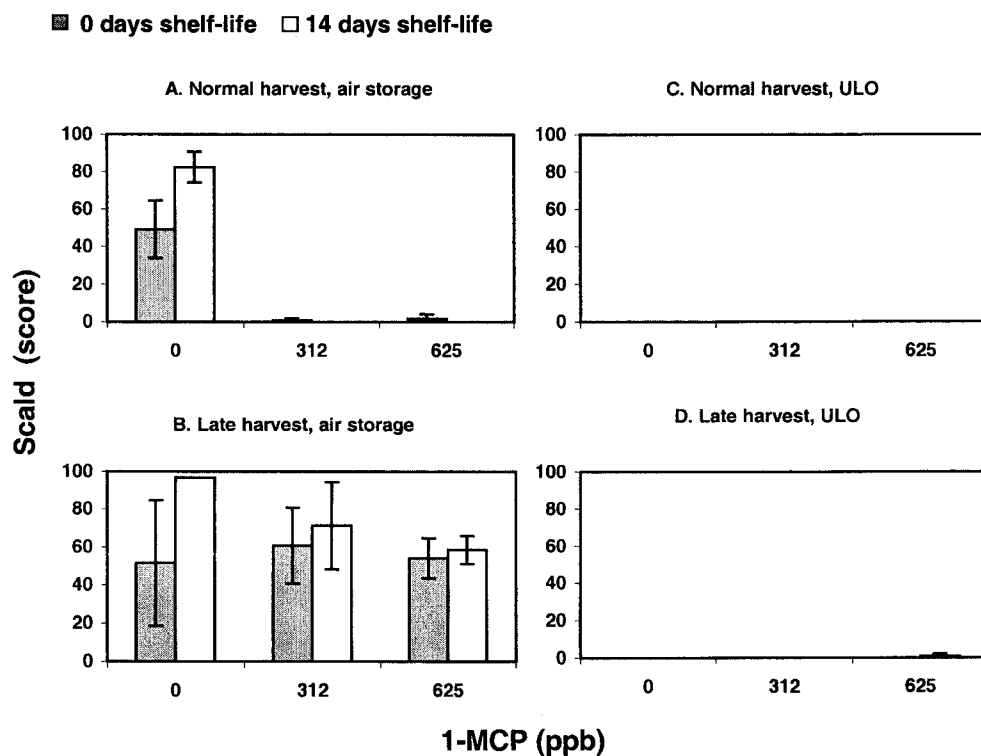 0 days shelf-life 14 days shelf-life
A. Normal harvest, air storage
100
80
60
40
20
0
0 312 625
C. Normal harvest, ULO
100
80
60
40
20
0
0 312 625
B. Late harvest, air storage
100
80
60
40
20
0
0 312 625
D. Late harvest, ULO
100
80
60
40
20
0
0 312 625
Scald (score)
1-MCP (ppb)